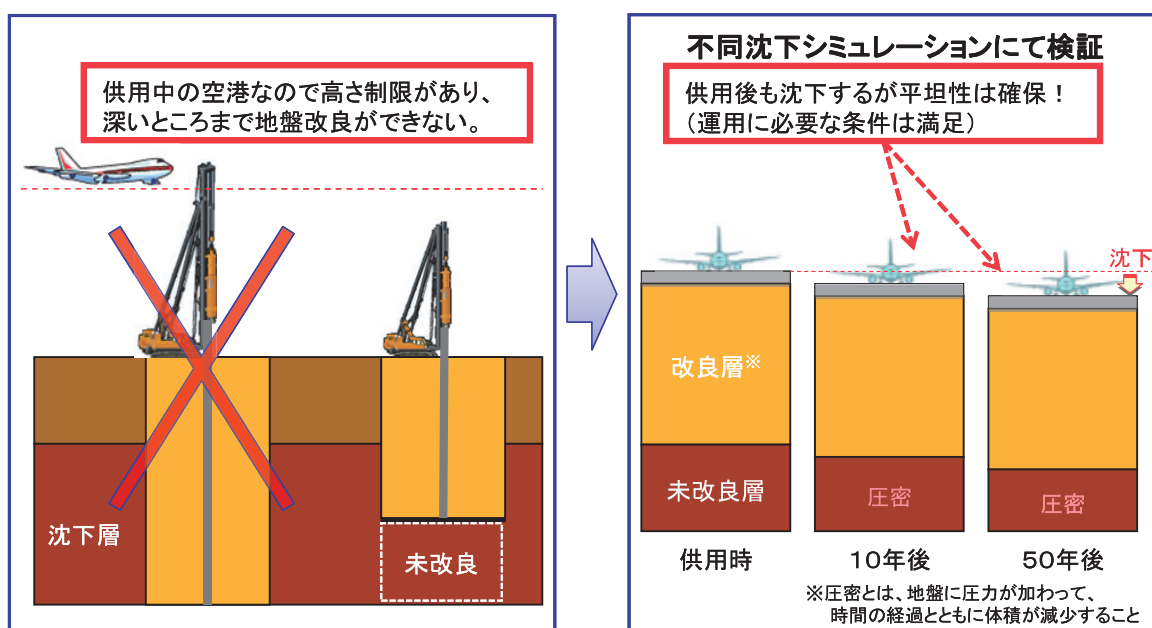 供用中の空港なので高さ制限があり、
深いところまで地盤改良ができない。
沈下層
未改良
不同沈下シミュレーションにて検証
供用後も沈下するが平坦性は確保！
（運用に必要な条件は満足）
沈下
改良層※
未改良層
圧密
圧密
供用時
10年後
50年後
※圧密とは、地盤に圧力が加わって、
時間の経過とともに体積が減少すること